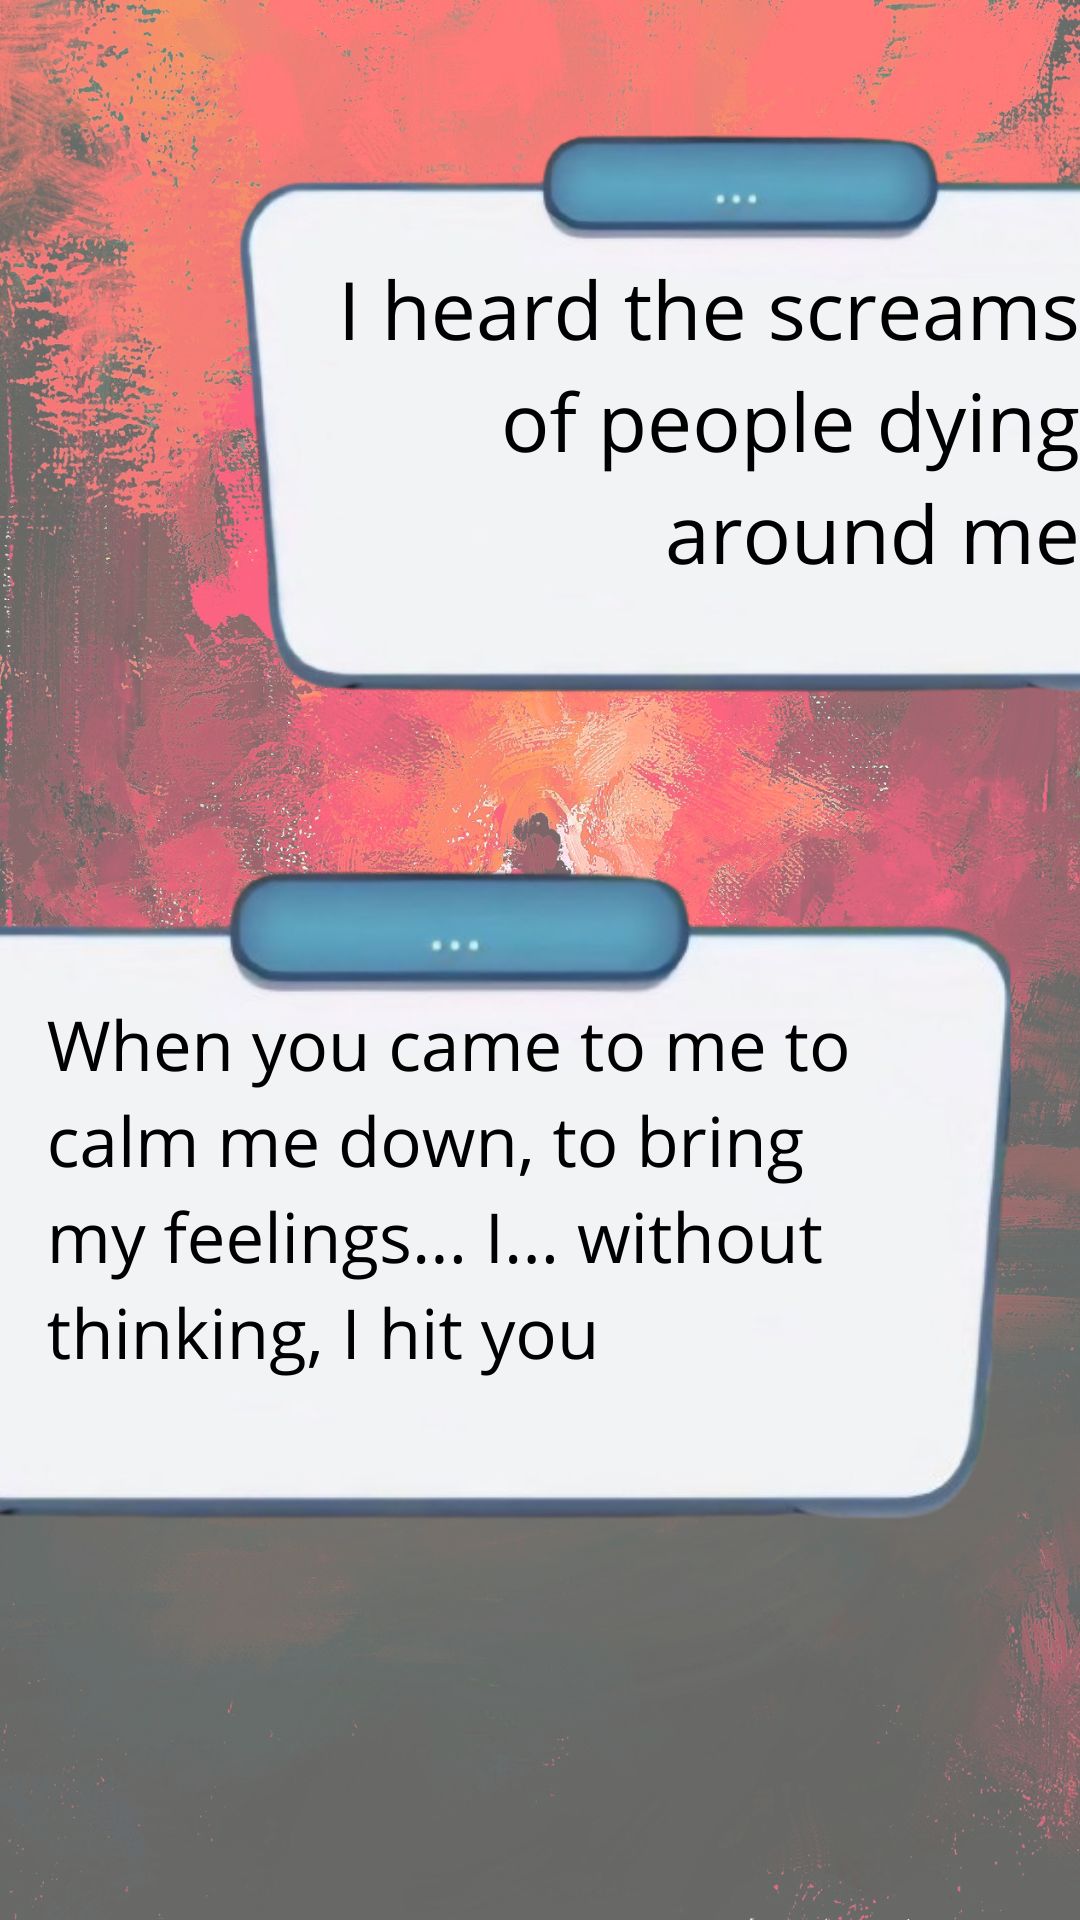 ...
I heard the screams
of people dying
around me
...
When you came to me to
calm me down, to bring
my feelings... I... without
thinking, I hit you